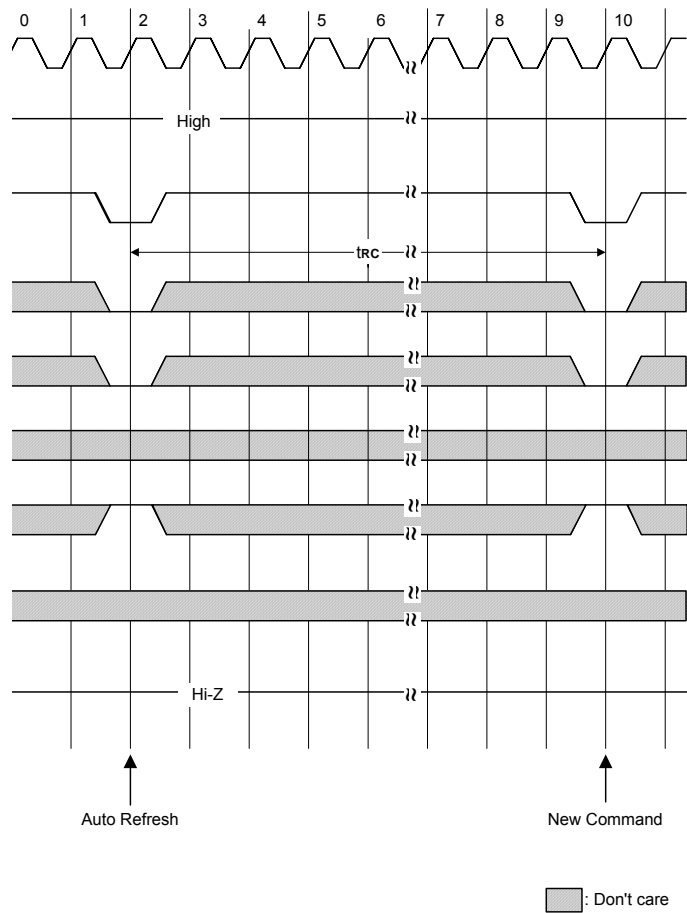 0 1 2 3 4 5 6 7 8 9 10
High
tRC
Hi-Z
Auto Refresh New Command
: Don't care